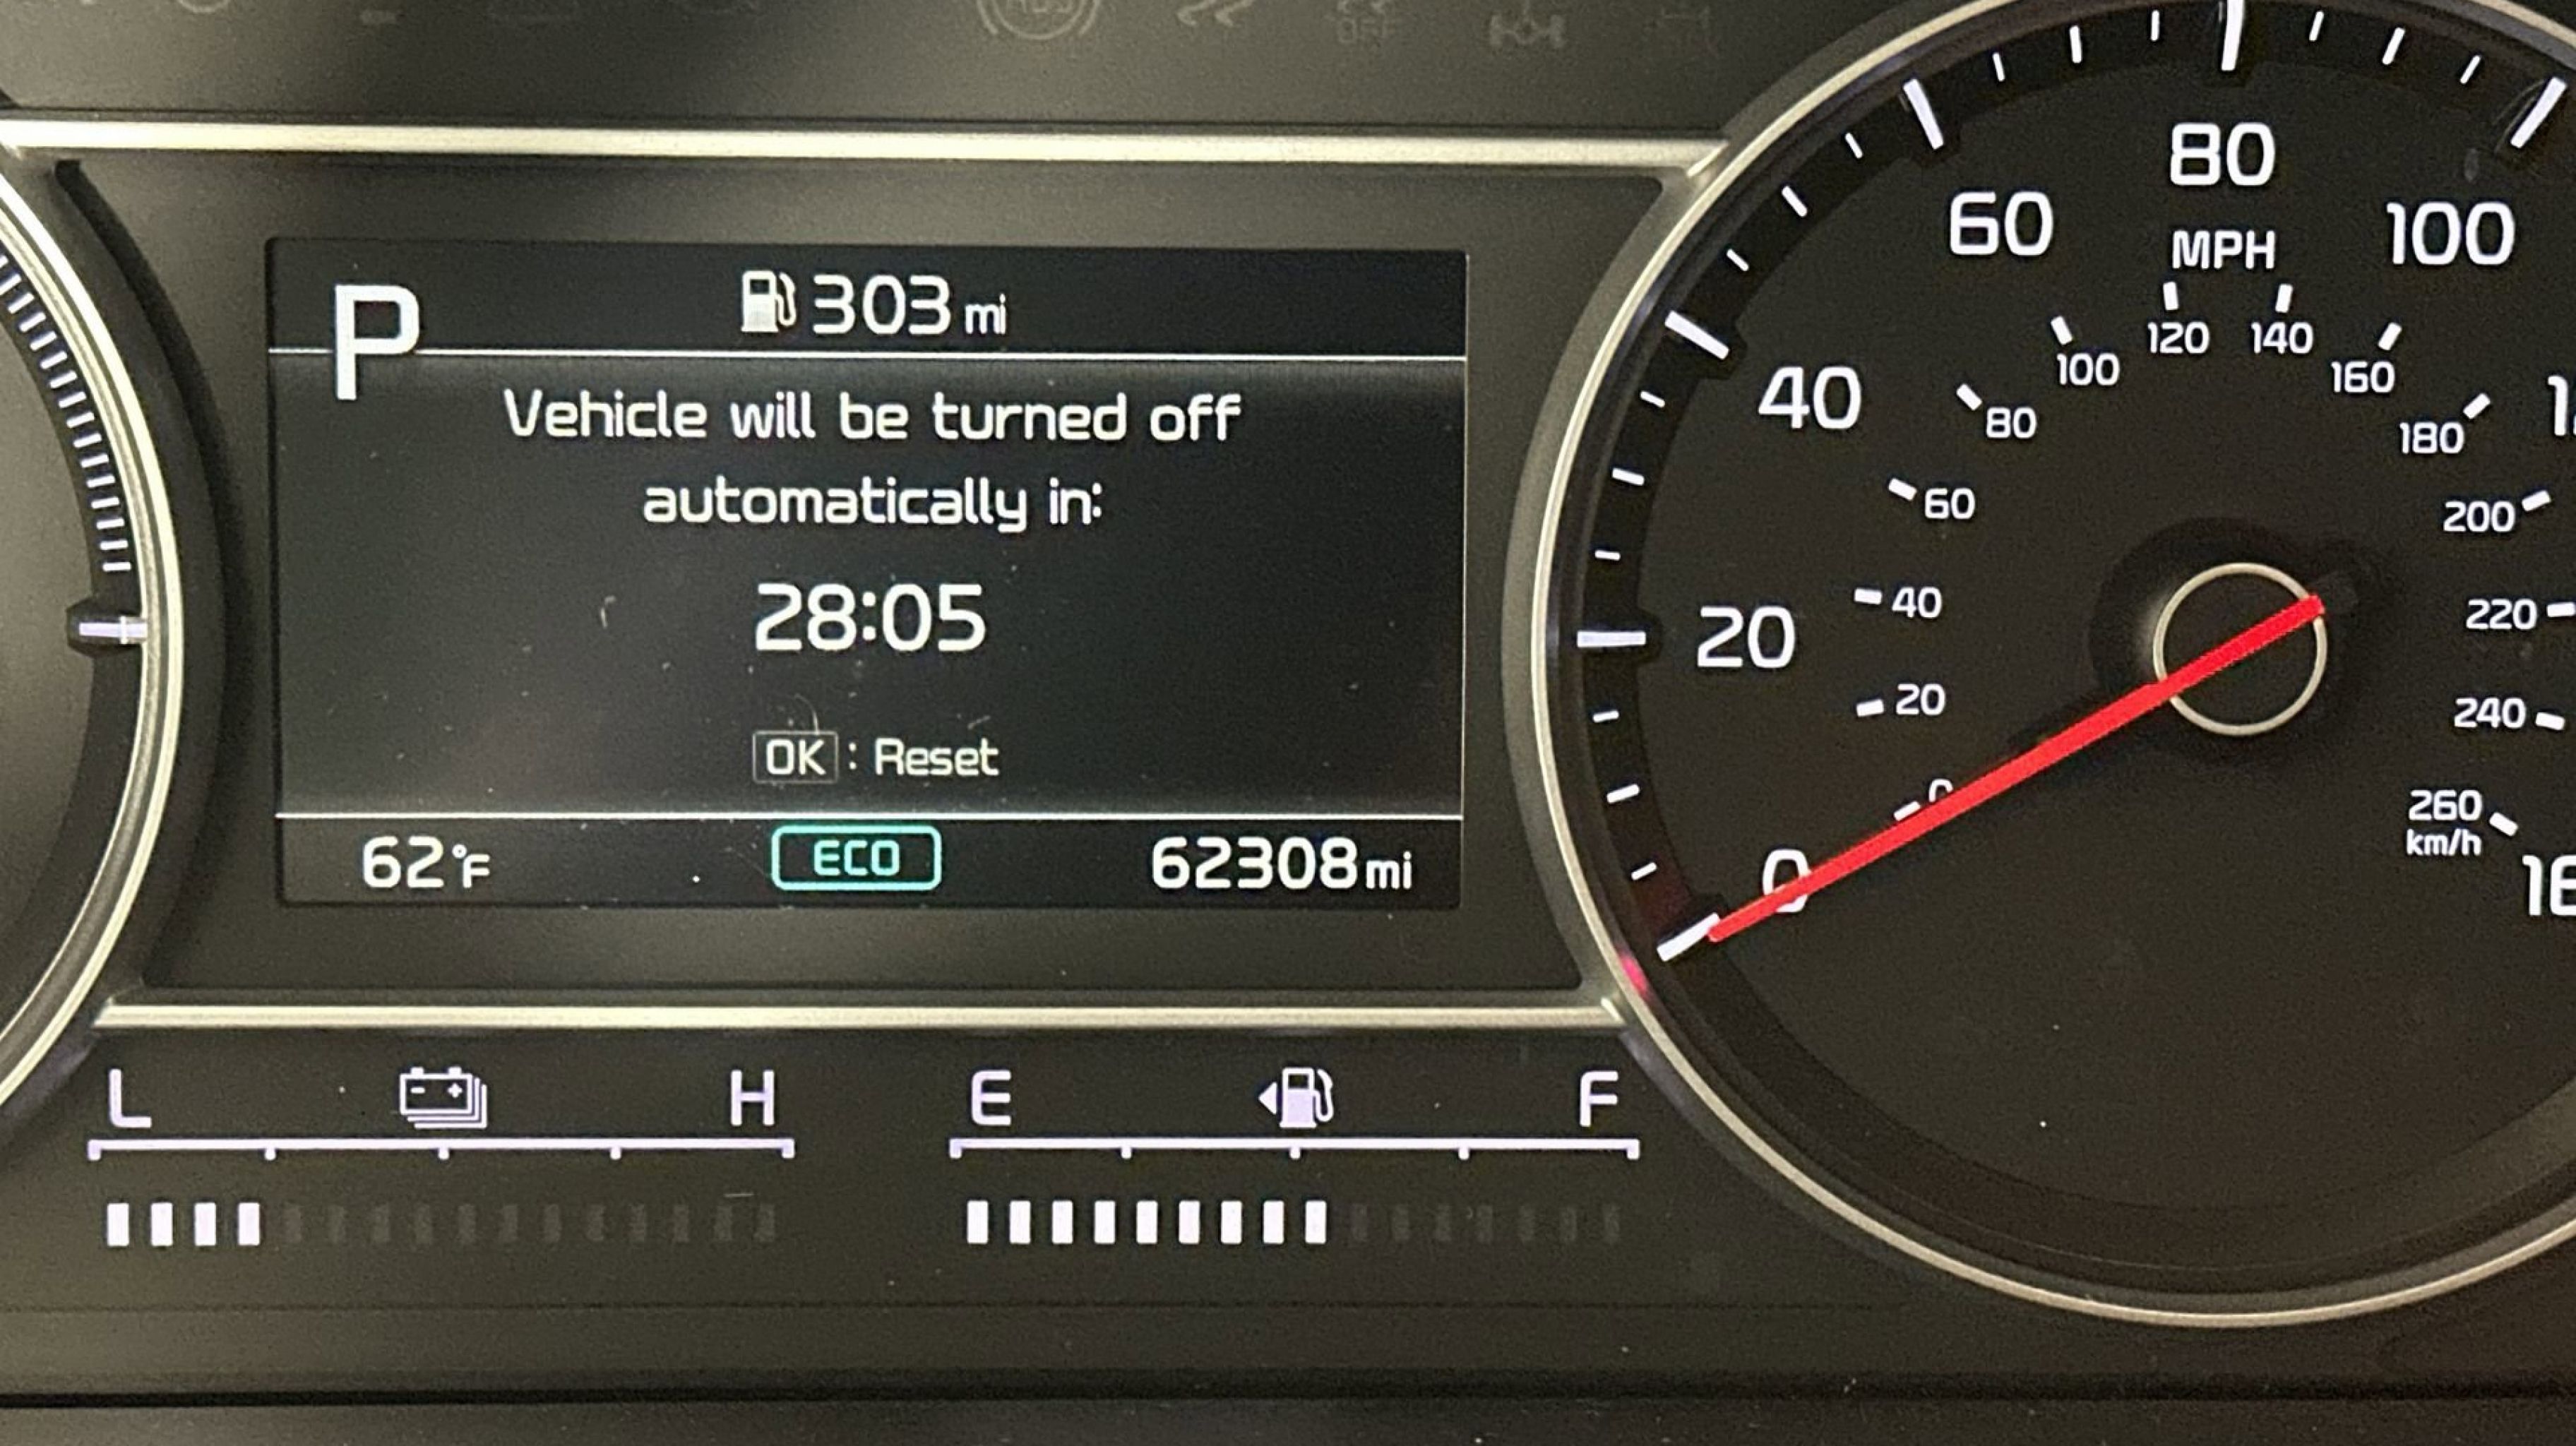 OFF
P
303 mi
Vehicle will be turned off
automatically in:
28:05
OK : Reset
62°F
ECO
62308 mi
L
H
E
F
0
20
40
60
80
100
MPH
0
20
40
60
80
100
120
140
160
180
200
220
240
260
km/h